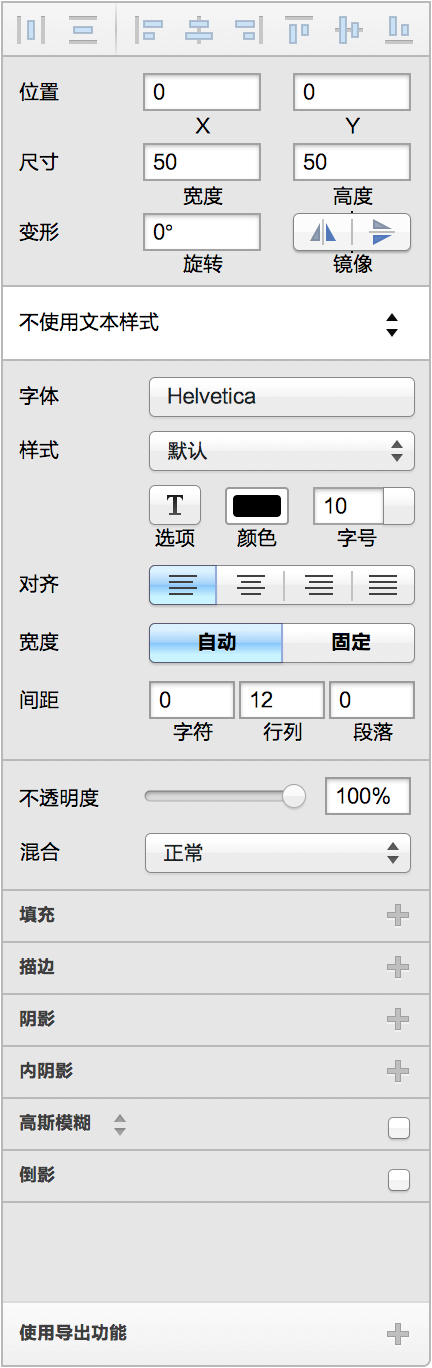 位置 0 0
X Y
尺寸 50 50
宽度 高度
变形 0°
旋转 镜像
不使用文本样式
字体 Helvetica
样式 默认
T 10
选项 颜色 字号
对齐
宽度 自动 固定
间距 0 12 0
字符 行列 段落
不透明度 100%
混合 正常
填充
描边
阴影
内阴影
高斯模糊
倒影
使用导出功能